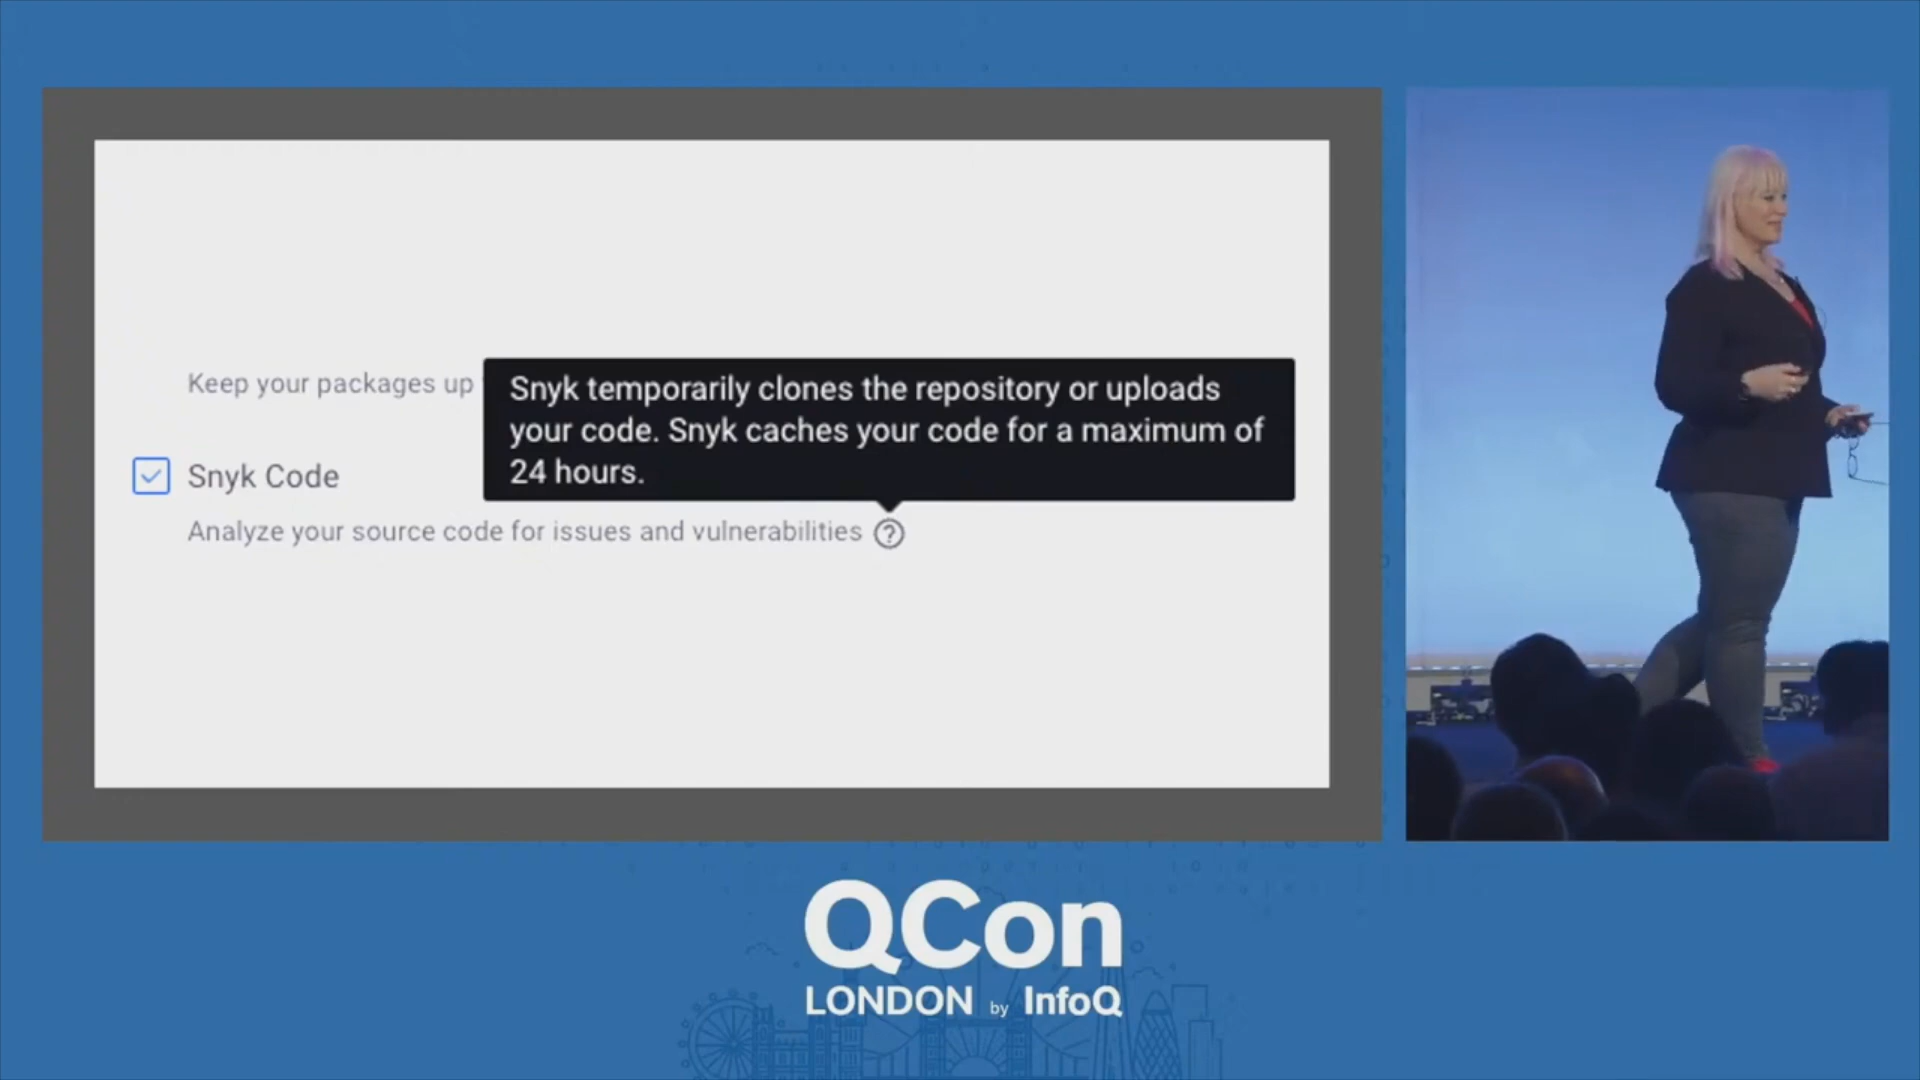 Keep your packages up
Snyk temporarily clones the repository or uploads
your code. Snyk caches your code for a maximum of
24 hours.
Snyk Code
Analyze your source code for issues and vulnerabilities ?
QCon
LONDON by InfoQ